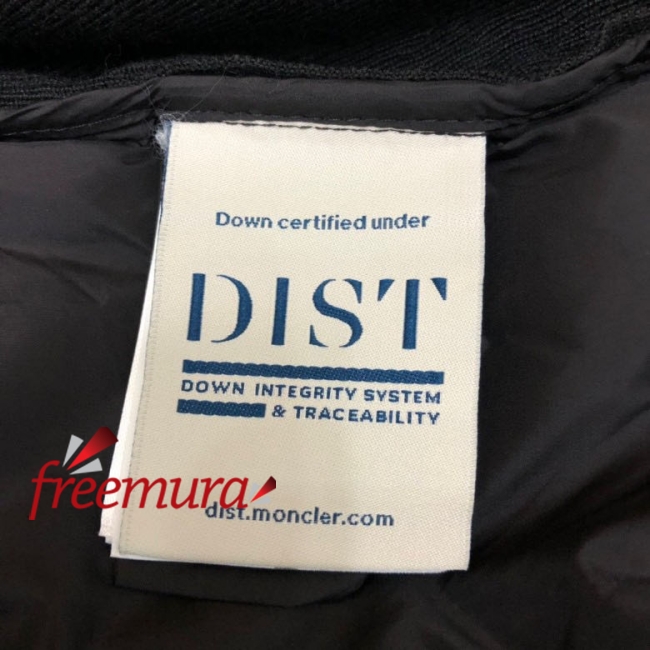 Down certified under
DIST
DOWN INTEGRITY SYSTEM
& TRACEABILITY
freemura
dist.moncler.com